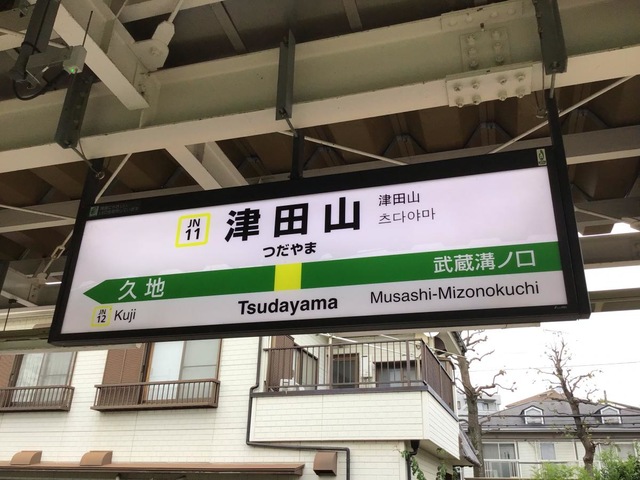 JN
11
津田山
つだやま
津田山
츠다야마
久地
武蔵溝ノ口
JN
12
Kuji
Tsudayama
Musashi-Mizonokuchi